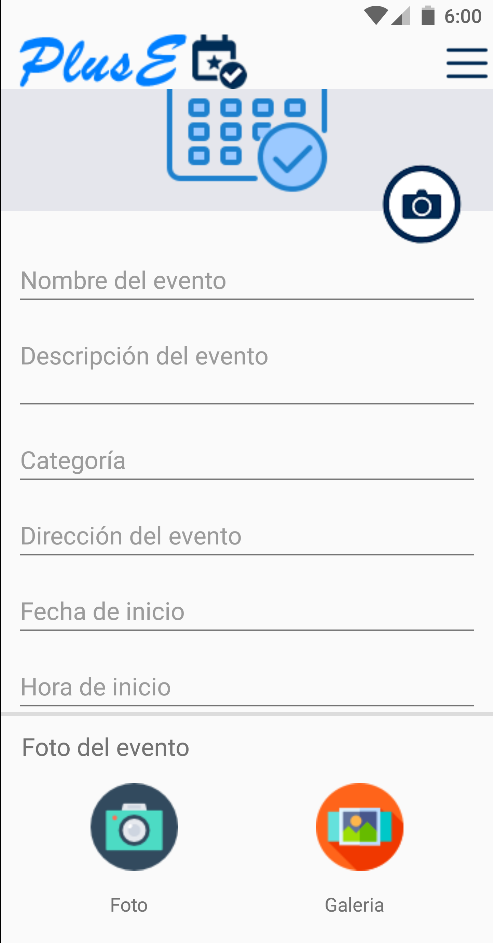 6:00
PlusE
Nombre del evento
Descripción del evento
Categoría
Dirección del evento
Fecha de inicio
Hora de inicio
Foto del evento
Foto
Galeria